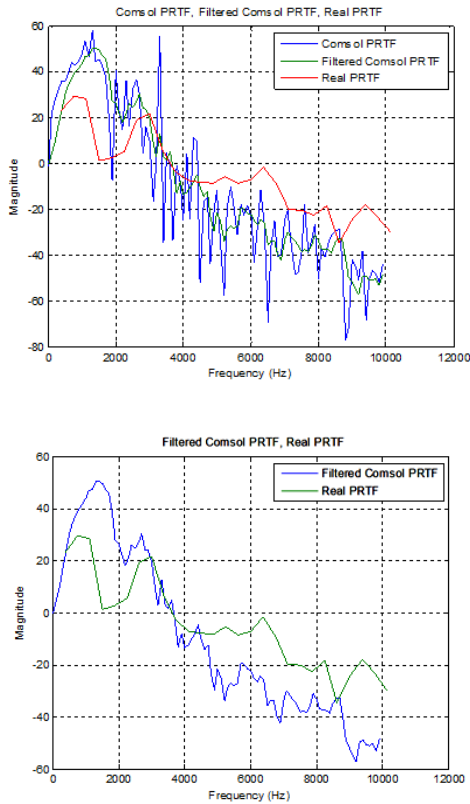 Comsol PRTF, Filtered Comsol PRTF, Real PRTF
60
40
20
0
-20
-40
-60
-80
Magnitude
Comsol PRTF
Filtered Comsol PRTF
Real PRTF
0
2000
4000
6000
8000
10000
12000
Frequency (Hz)
Filtered Comsol PRTF, Real PRTF
60
40
20
0
-20
-40
-60
Magnitude
Filtered Comsol PRTF
Real PRTF
0
2000
4000
6000
8000
10000
12000
Frequency (Hz)